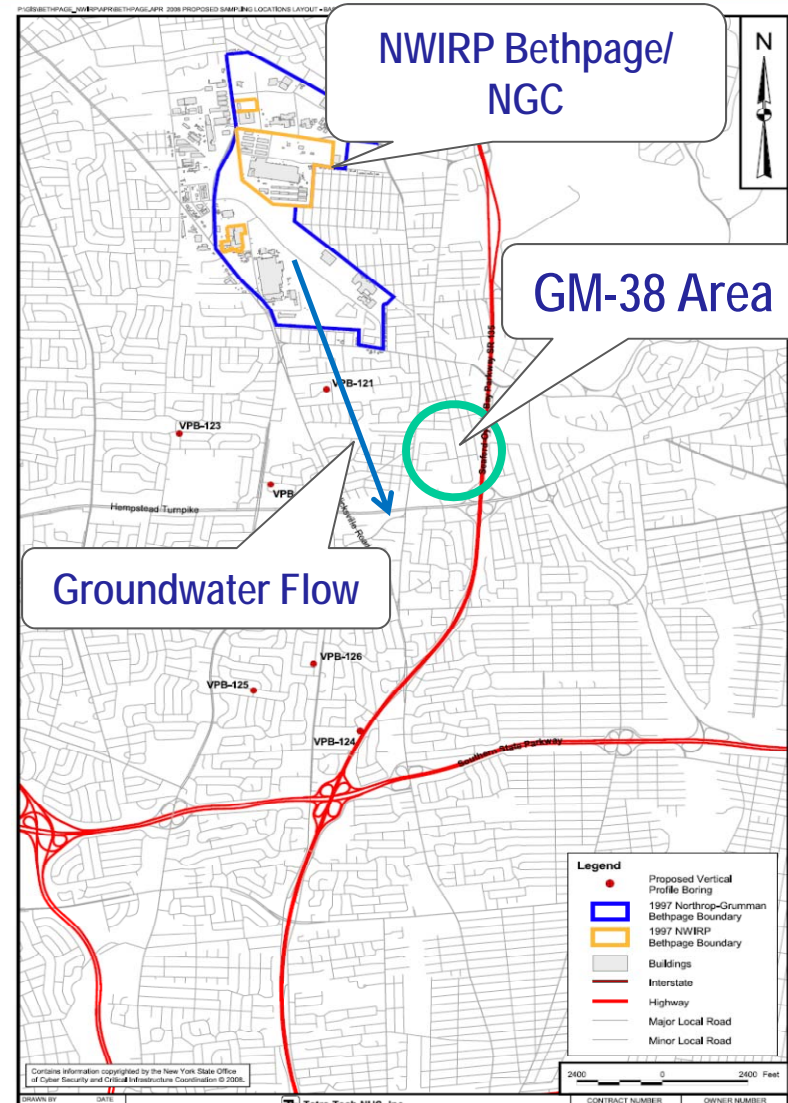 NWIRP Bethpage/
NGC
N
GM-38 Area
VPB-121
VPB-123
VPB
Hempstead Turnpike
Groundwater Flow
VPB-126
VPB-125
VPB-124
Southern State Parkway
Legend
Proposed Vertical
Profile Boring
1997 Northrop-Grumman
Bethpage Boundary
1997 NWIRP
Bethpage Boundary
Buildings
Interstate
Highway
Major Local Road
Minor Local Road
Contains information copyrighted by the New York State Office
of Cyber Security and Critical Infrastructure Coordination © 2008.
2400 0 2400 Feet
DRAWN BY DATE
CONTRACT NUMBER OWNER NUMBER